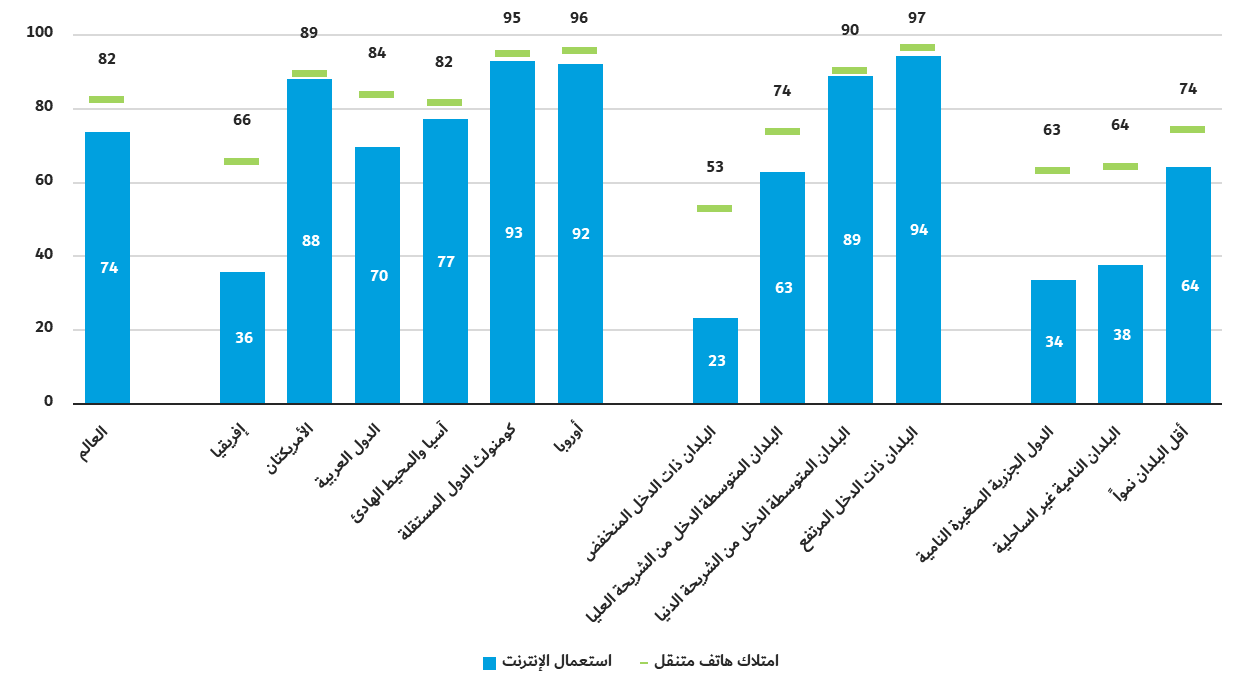 100
80
60
40
20
0
82
66
89
84
82
95
96
53
74
90
97
63
64
74
74
36
88
70
77
93
92
23
63
89
94
34
38
64
العالم
إفريقيا
الأمريكتان
الدول العربية
آسيا والمحيط الهادئ
كومنولث الدول المستقلة
أوروبا
البلدان ذات الدخل المنخفض
البلدان المتوسطة الدخل من الشريحة العليا
البلدان المتوسطة الدخل من الشريحة الدنيا
البلدان ذات الدخل المرتفع
الدول الجزرية الصغيرة النامية
البلدان النامية غير الساحلية
أقل البلدان نمواً
استعمال الإنترنت
امتلاك هاتف متنقل